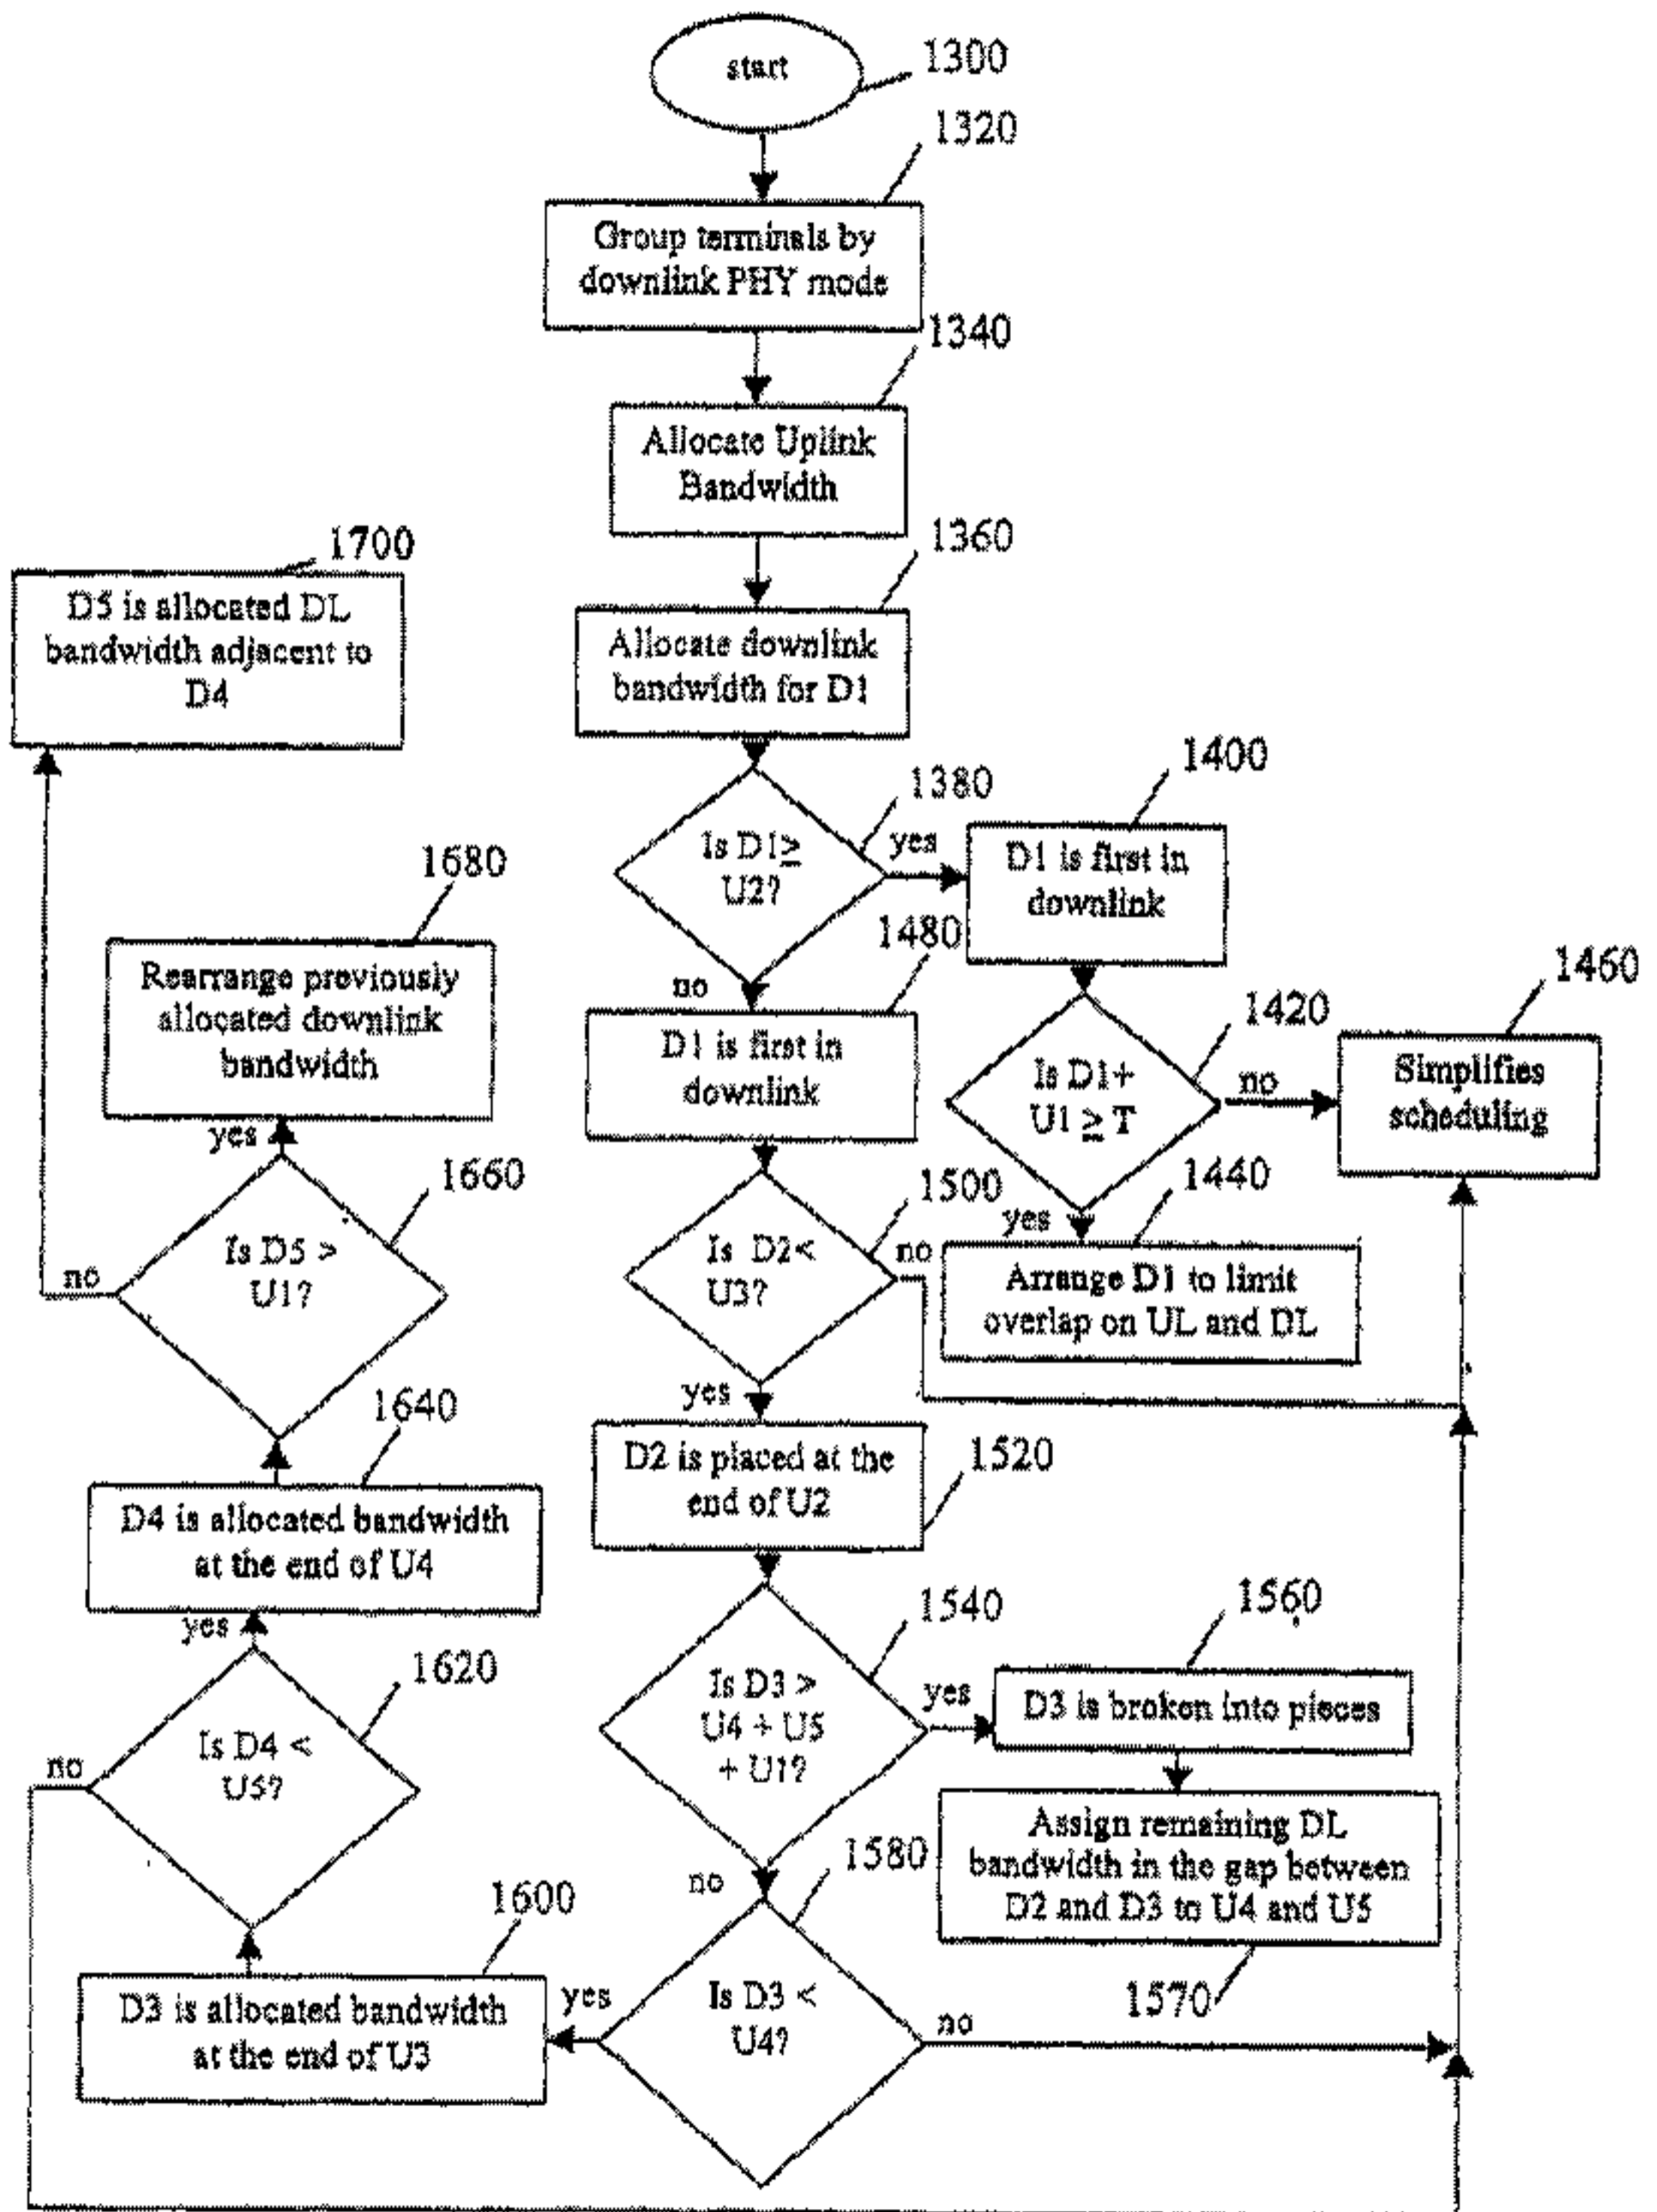 start
1300
1320
Group terminals by
downlink PHY mode
1340
Allocate Uplink
Bandwidth
1360
Allocate downlink
bandwidth for D1
1700
D5 is allocated DL
bandwidth adjacent to
D4
1380
Is D1≥
U2?
yes
no
1400
D1 is first in
downlink
1680
Rearrange previously
allocated downlink
bandwidth
yes
1480
D1 is first in
downlink
1420
Is D1+
U1 ≥ T
no
yes
1460
Simplifies
scheduling
1660
Is D5 >
U1?
no
1500
Is D2<
U3?
no
yes
1440
Arrange D1 to limit
overlap on UL and DL
1640
D4 is allocated bandwidth
at the end of U4
yes
1520
D2 is placed at the
end of U2
1620
Is D4 <
U5?
no
1540
Is D3 >
U4 + U5
+ U1?
yes
no
1560
D3 is broken into pieces
Assign remaining DL
bandwidth in the gap between
D2 and D3 to U4 and U5
1570
1600
D3 is allocated bandwidth
at the end of U3
1580
Is D3 <
U4?
yes
no